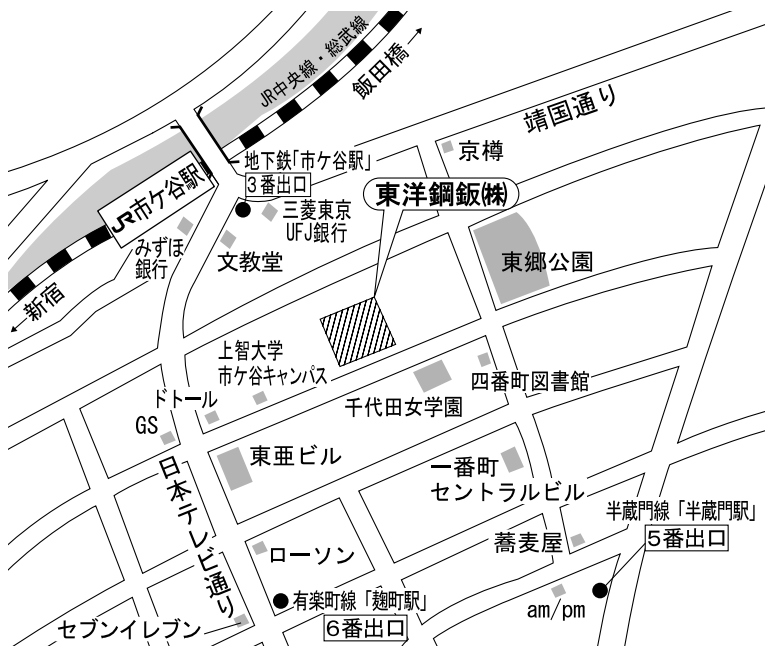 JR中央線・総武線
飯田橋
靖国通り
京樽
地下鉄「市ケ谷駅」
3番出口
JR市ケ谷駅
三菱東京
UFJ銀行
東洋鋼鈑㈱
みずほ
銀行
文教堂
東郷公園
新宿
上智大学
市ケ谷キャンパス
四番町図書館
ドトール
千代田女学園
GS
東亜ビル
一番町
セントラルビル
日本テレビ通り
半蔵門線「半蔵門駅」
5番出口
蕎麦屋
ローソン
有楽町線「麹町駅」
6番出口
am/pm
セブンイレブン